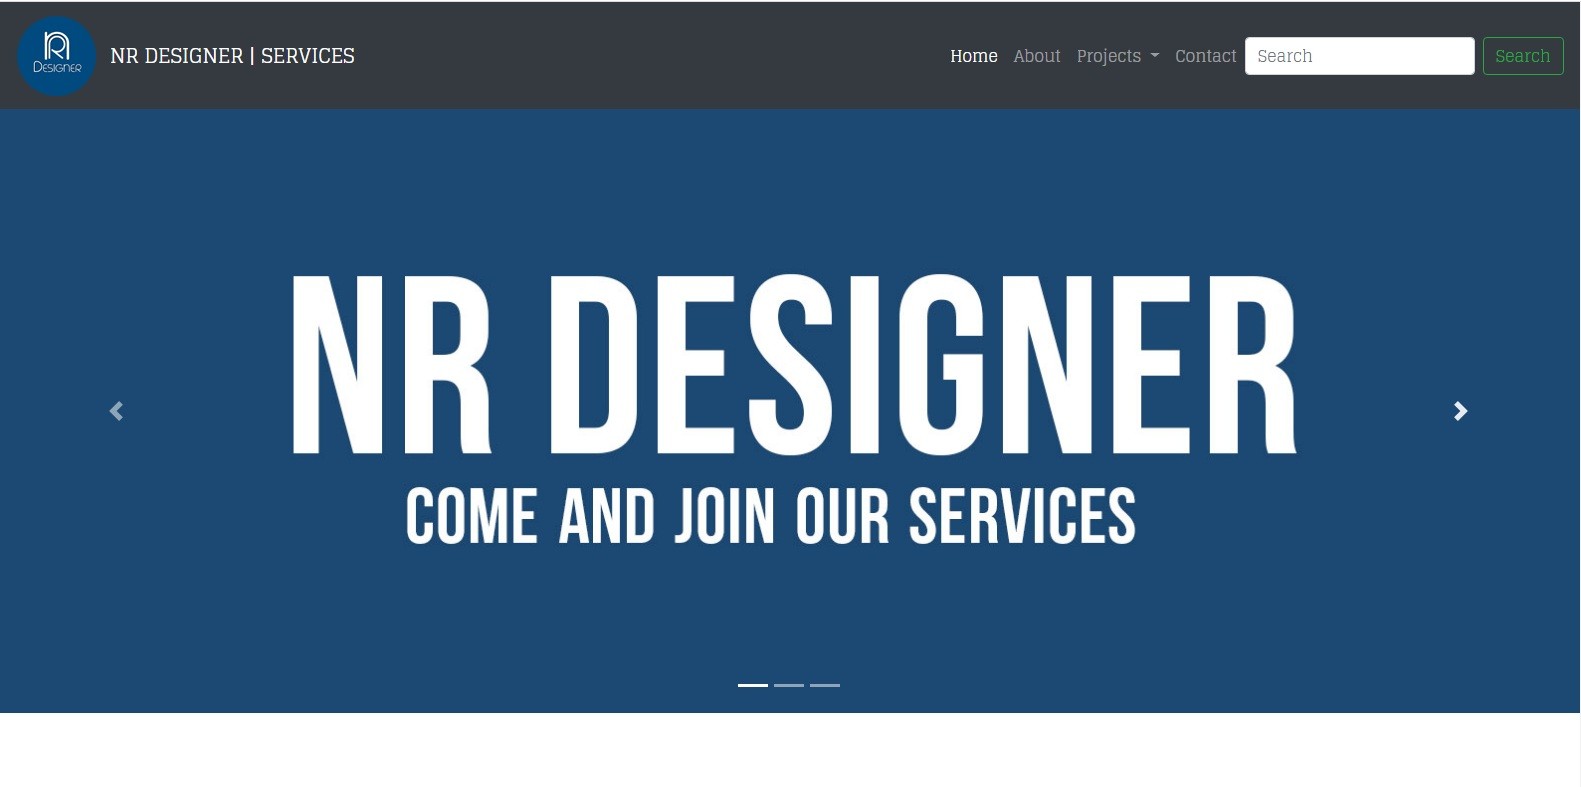 NR
DESIGNER
NR DESIGNER | SERVICES
Home About Projects Contact Search Search
NR DESIGNER
COME AND JOIN OUR SERVICES